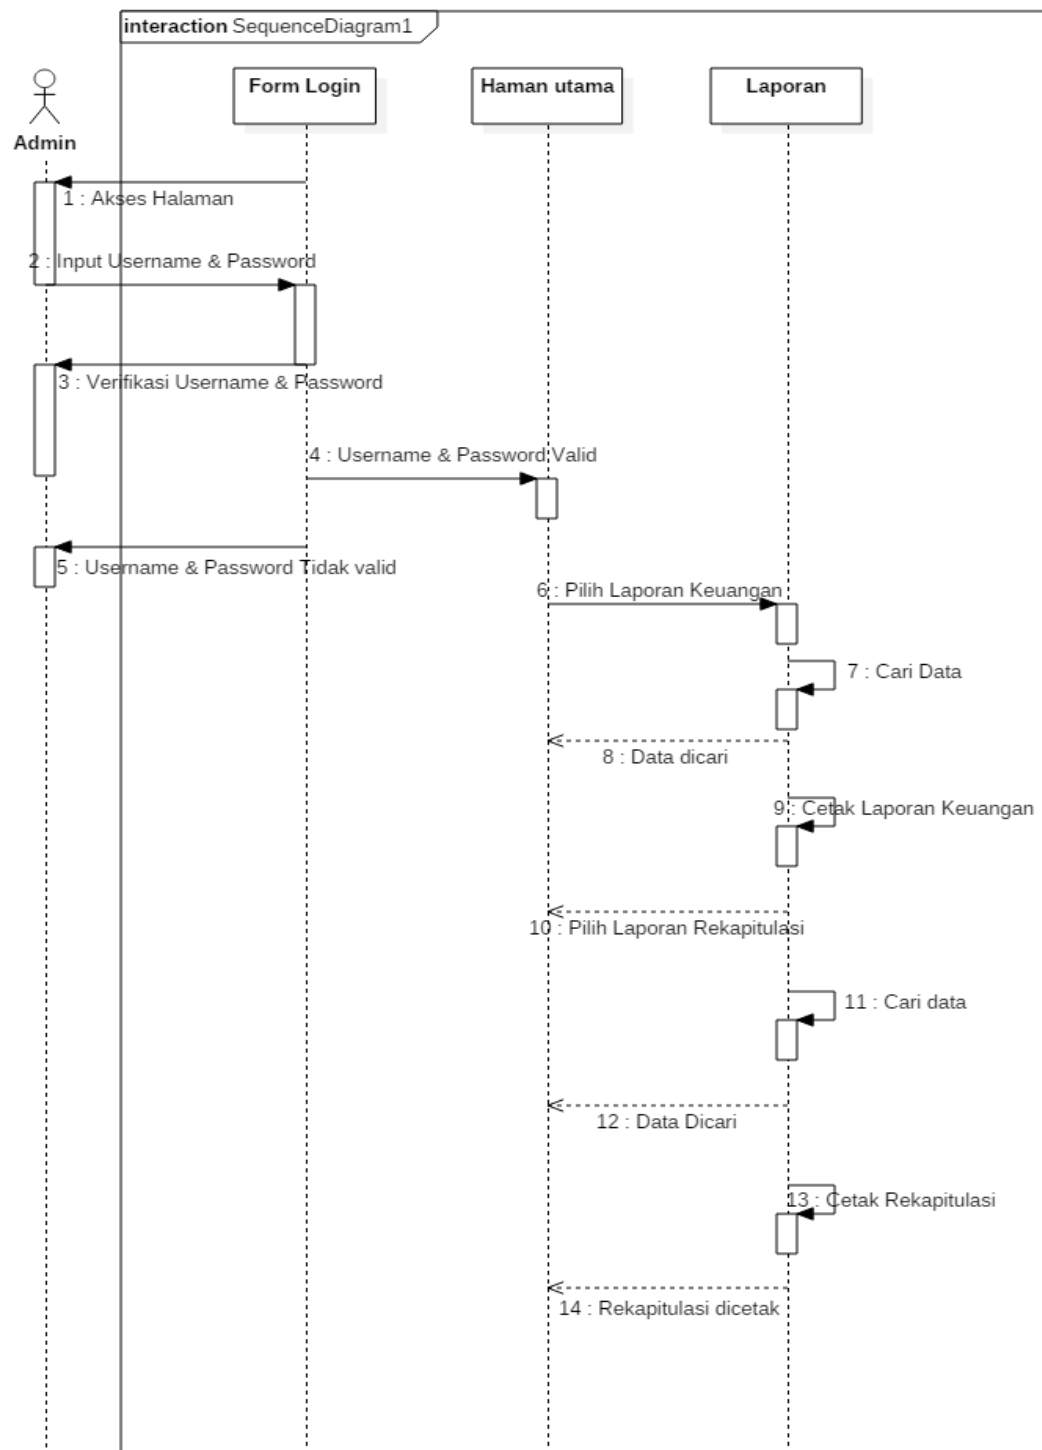 interaction SequenceDiagram1
Admin
Form Login
Haman utama
Laporan
1 : Akses Halaman
2 : Input Username & Password
3 : Verifikasi Username & Password
4 : Username & Password Valid
5 : Username & Password Tidak valid
6 : Pilih Laporan Keuangan
7 : Cari Data
8 : Data dicari
9 : Cetak Laporan Keuangan
10 : Pilih Laporan Rekapitulasi
11 : Cari data
12 : Data Dicari
13 : Cetak Rekapitulasi
14 : Rekapitulasi dicetak